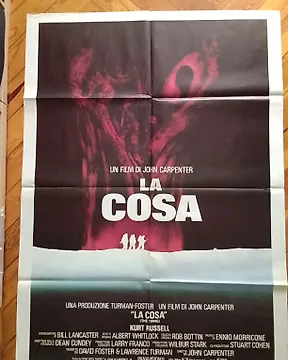 UN FILM DI JOHN CARPENTER
LA
COSA
UNA PRODUZIONE TURMAN-FOSTER UN FILM DI JOHN CARPENTER
"LA COSA"
(THE THING)
KURT RUSSELL
BILL LANCASTER ALBERT WHITLOCK ROB BOTTIN ENNIO MORRICONE
DEAN CUNDEY LARRY FRANCO WILBUR STARK STUART COHEN
DAVID FOSTER & LAWRENCE TURMAN JOHN CARPENTER